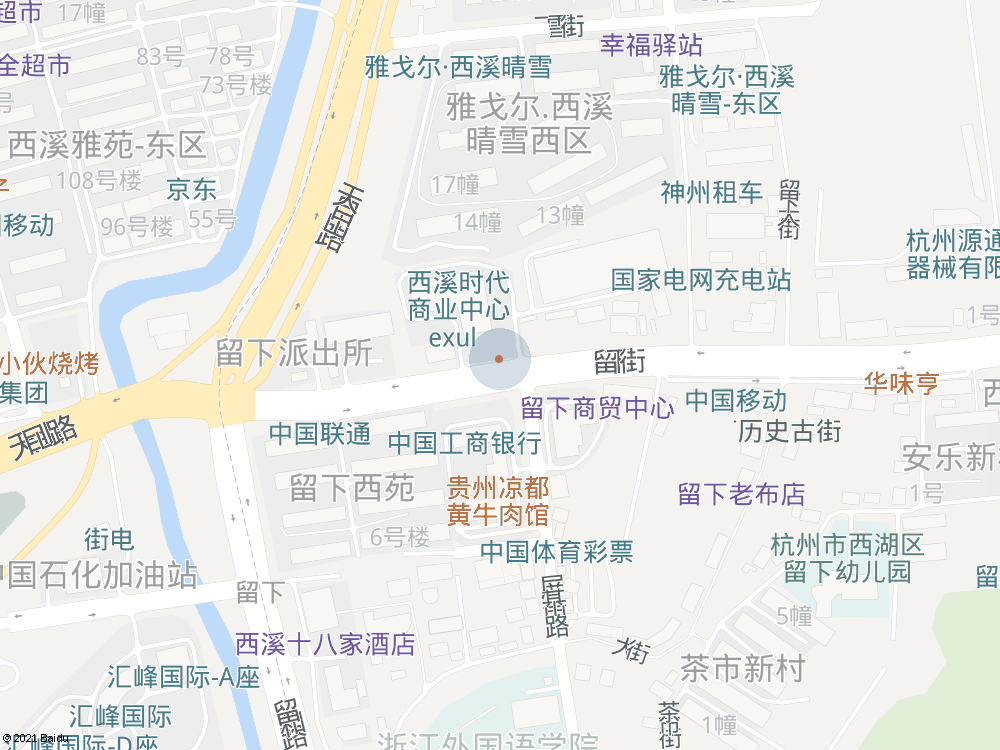 超市
17幢
雪街
幸福驿站
83号
78号
全超市
73号楼
雅戈尔·西溪晴雪
雅戈尔·西溪
晴雪-东区
雅戈尔.西溪
晴雪西区
西溪雅苑-东区
108号楼
京东
17幢
神州租车
留下大街
天目山路
移动
96号楼
55号
14幢
13幢
杭州源通
器械有限
西溪时代
商业中心
exul
国家电网充电站
1号
留下派出所
留下街
小伙烧烤
集团
华味亨
西
留下商贸中心
中国移动
天目山路
中国联通
中国工商银行
历史古街
安乐新
留下西苑
贵州凉都
黄牛肉馆
留下老布店
1号
6号楼
街电
中国体育彩票
杭州市西湖区
留下幼儿园
中国石化加油站
留下
留
屏基留路
5幢
西溪十八家酒店
大街
汇峰国际-A座
茶市新村
汇峰国际
汇峰国际-D座
留和路
茶市街
1幢
浙江外国语学院
© 2021 Baidu